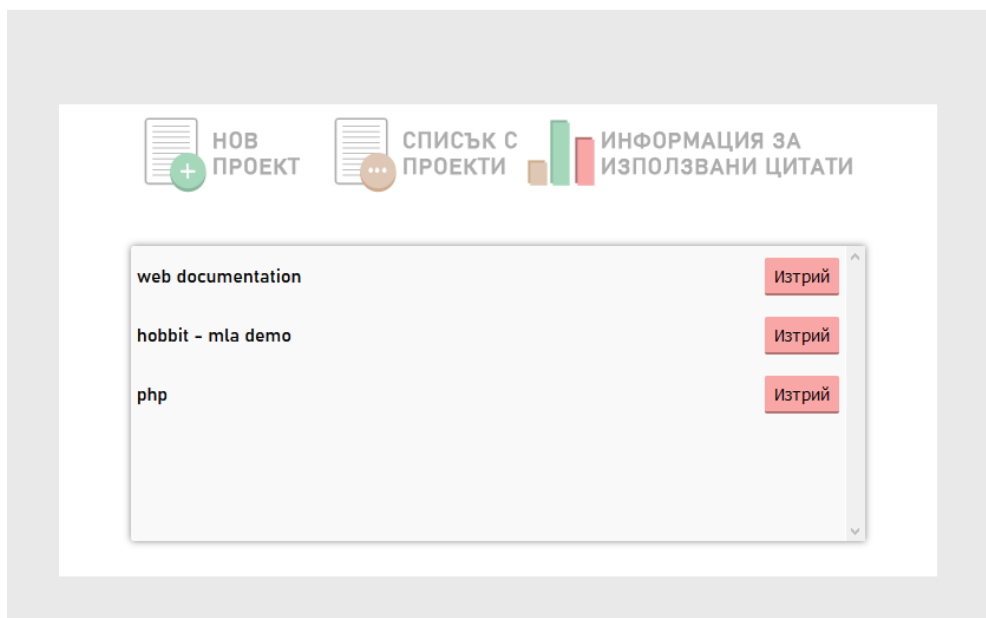 НОВ
ПРОЕКТ
СПИСЪК С
ПРОЕКТИ
ИНФОРМАЦИЯ ЗА
ИЗПОЛЗВАНИ ЦИТАТИ
web documentation
Изтрий
hobbit - mla demo
Изтрий
php
Изтрий